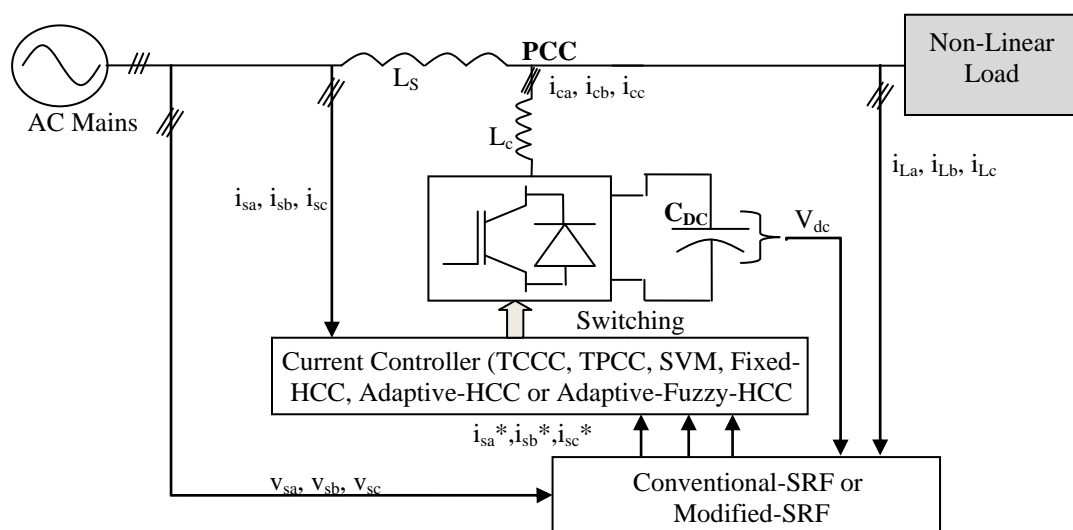 Non-Linear
Load
PCC
AC Mains
L_S
i_ca, i_cb, i_cc
L_c
i_sa, i_sb, i_sc
i_La, i_Lb, i_Lc
C_DC
V_dc
Switching
Current Controller (TCCC, TPCC, SVM, Fixed-
HCC, Adaptive-HCC or Adaptive-Fuzzy-HCC
i_sa*,i_sb*,i_sc*
v_sa, v_sb, v_sc
Conventional-SRF or
Modified-SRF